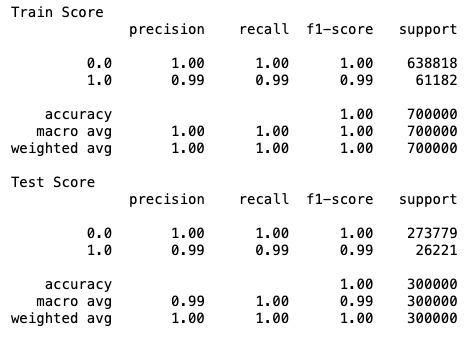 Train Score
precision recall f1-score support
0.0 1.00 1.00 1.00 638818
1.0 0.99 0.99 0.99 61182
accuracy 1.00 700000
macro avg 1.00 1.00 1.00 700000
weighted avg 1.00 1.00 1.00 700000
Test Score
precision recall f1-score support
0.0 1.00 1.00 1.00 273779
1.0 0.99 0.99 0.99 26221
accuracy 1.00 300000
macro avg 0.99 1.00 0.99 300000
weighted avg 1.00 1.00 1.00 300000